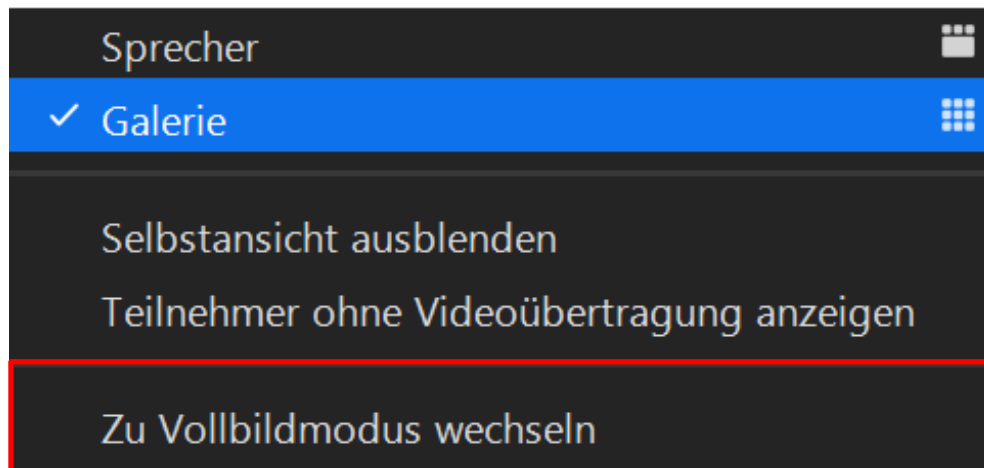 Sprecher
Galerie
Selbstansicht ausblenden
Teilnehmer ohne Videoübertragung anzeigen
Zu Vollbildmodus wechseln